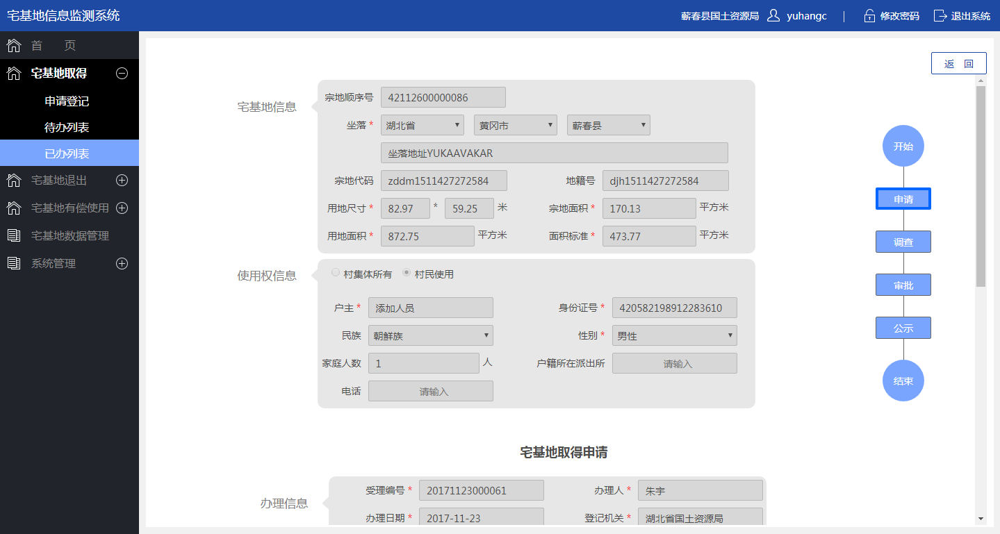 宅基地信息监测系统
蕲春县国土资源局 yuhangc | 修改密码 退出系统
首 页
宅基地取得
申请登记
待办列表
已办列表
宅基地退出
宅基地有偿使用
宅基地数据管理
系统管理
返 回
宅基地信息
宗地顺序号 42112600000086
坐落* 湖北省 黄冈市 蕲春县
坐落地址YUKAAVAKAR
宗地代码 zddm1511427272584 地籍号 djh1511427272584
用地尺寸* 82.97 * 59.25 米 宗地面积* 170.13 平方米
用地面积* 872.75 平方米 面积标准* 473.77 平方米
使用权信息
村集体所有 村民使用
户主* 添加人员 身份证号* 420582198912283610
民族 朝鲜族 性别* 男性
家庭人数 1 人 户籍所在派出所 请输入
电话 请输入
宅基地取得申请
办理信息
受理编号* 20171123000061 办理人* 朱宇
办理日期* 2017-11-23 登记机关* 湖北省国土资源局
开始
申请
调查
审批
公示
结束